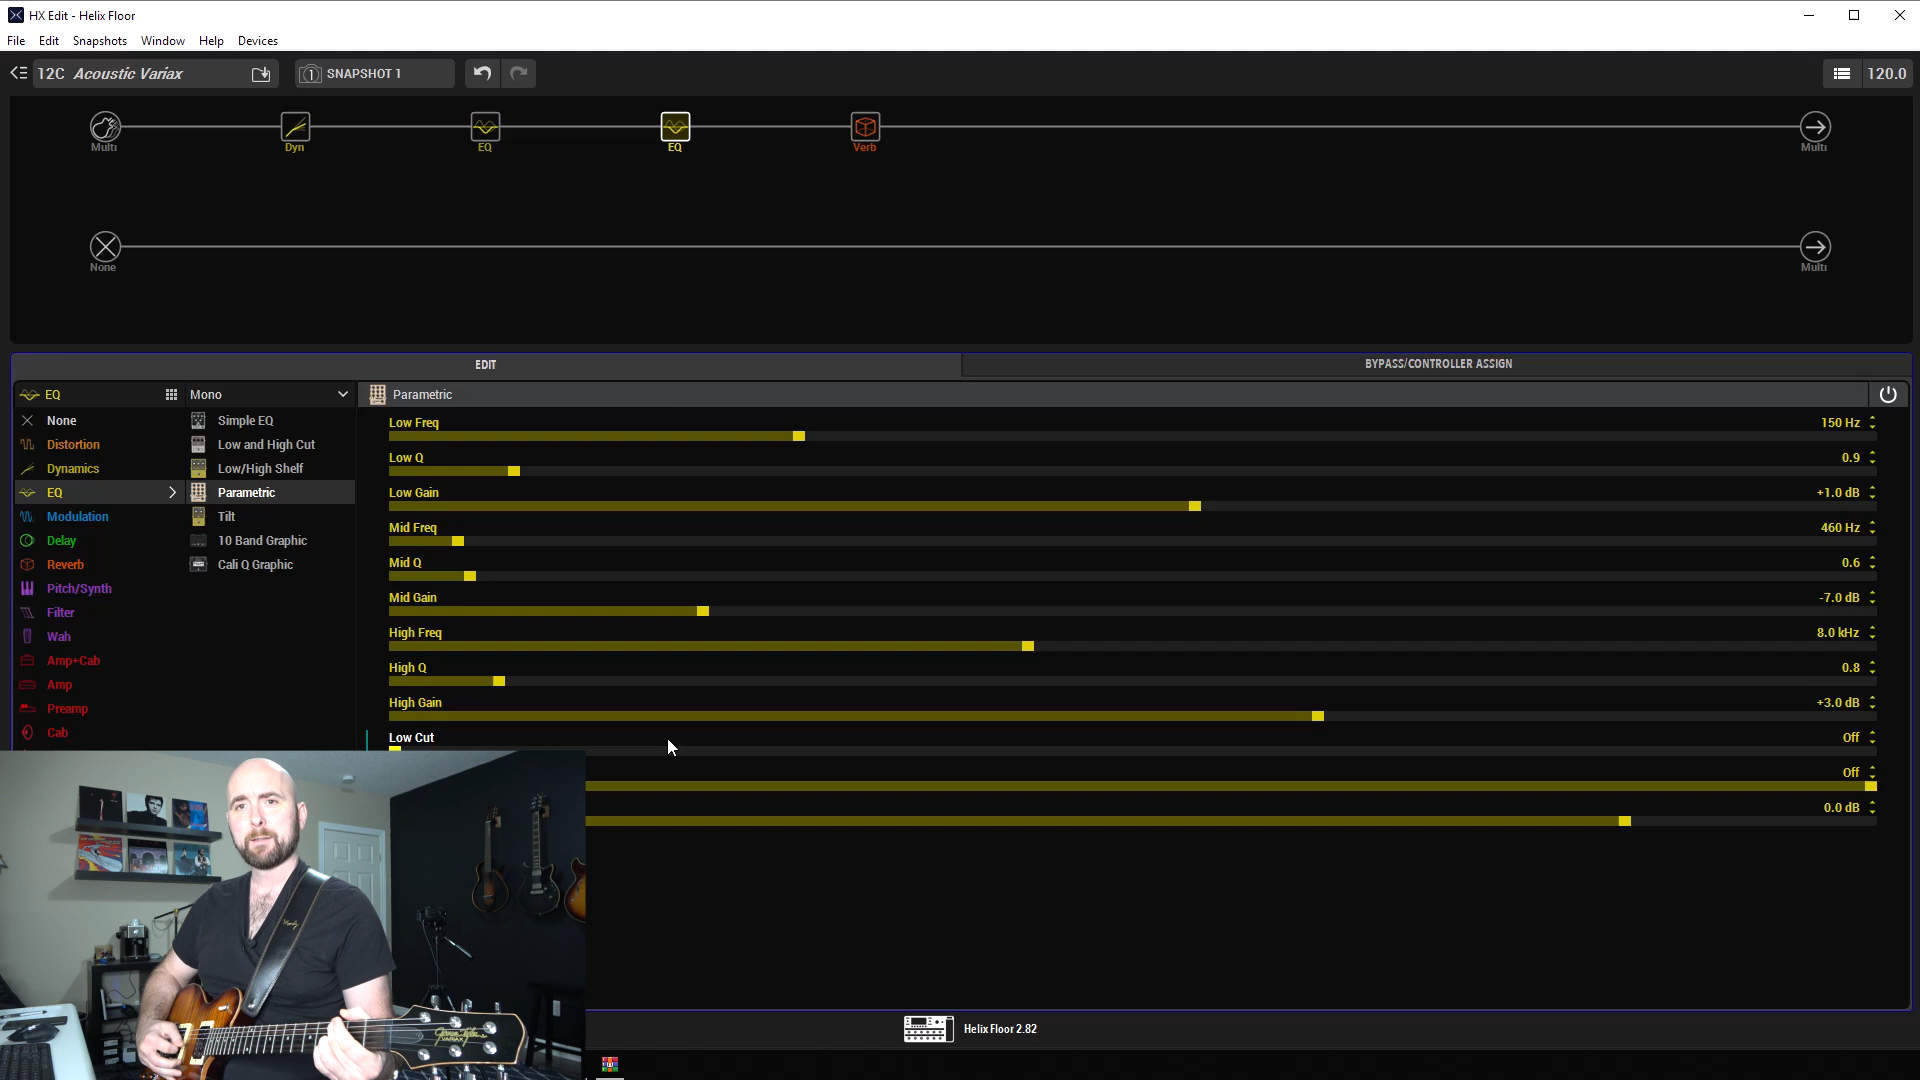 HX Edit - Helix Floor
File Edit Snapshots Window Help Devices
12C Acoustic Variax
1 SNAPSHOT 1
120.0
Multi
Dyn
EQ
EQ
Verb
Multi
None
Multi
EDIT
BYPASS/CONTROLLER ASSIGN
EQ
Mono
Parametric
None
Distortion
Dynamics
EQ
Modulation
Delay
Reverb
Pitch/Synth
Filter
Wah
Amp+Cab
Amp
Preamp
Cab
Simple EQ
Low and High Cut
Low/High Shelf
Parametric
Tilt
10 Band Graphic
Cali Q Graphic
Low Freq 150 Hz
Low Q 0.9
Low Gain +1.0 dB
Mid Freq 460 Hz
Mid Q 0.6
Mid Gain -7.0 dB
High Freq 8.0 kHz
High Q 0.8
High Gain +3.0 dB
Low Cut Off
Off
0.0 dB
VARIAX
Helix Floor 2.82